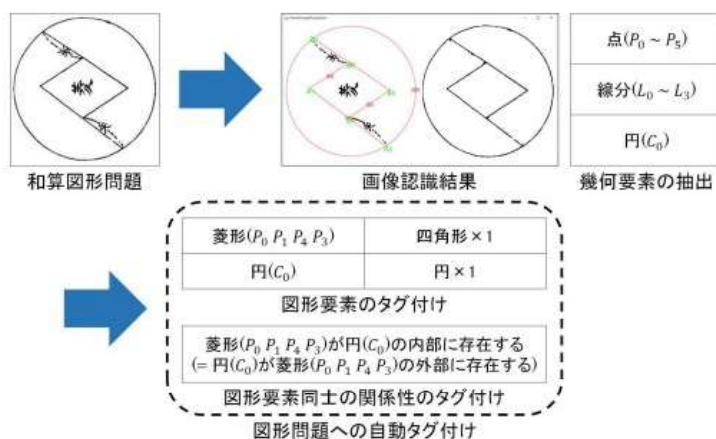 菱
和算図形問題
菱
画像認識結果
点(P₀ ~ P₅)
線分(L₀ ~ L₃)
円(C₀)
幾何要素の抽出
菱形(P₀ P₁ P₄ P₃)
四角形×1
円(C₀)
円×1
図形要素のタグ付け
菱形(P₀ P₁ P₄ P₃)が円(C₀)の内部に存在する
(= 円(C₀)が菱形(P₀ P₁ P₄ P₃)の外部に存在する)
図形要素同士の関係性のタグ付け
図形問題への自動タグ付け